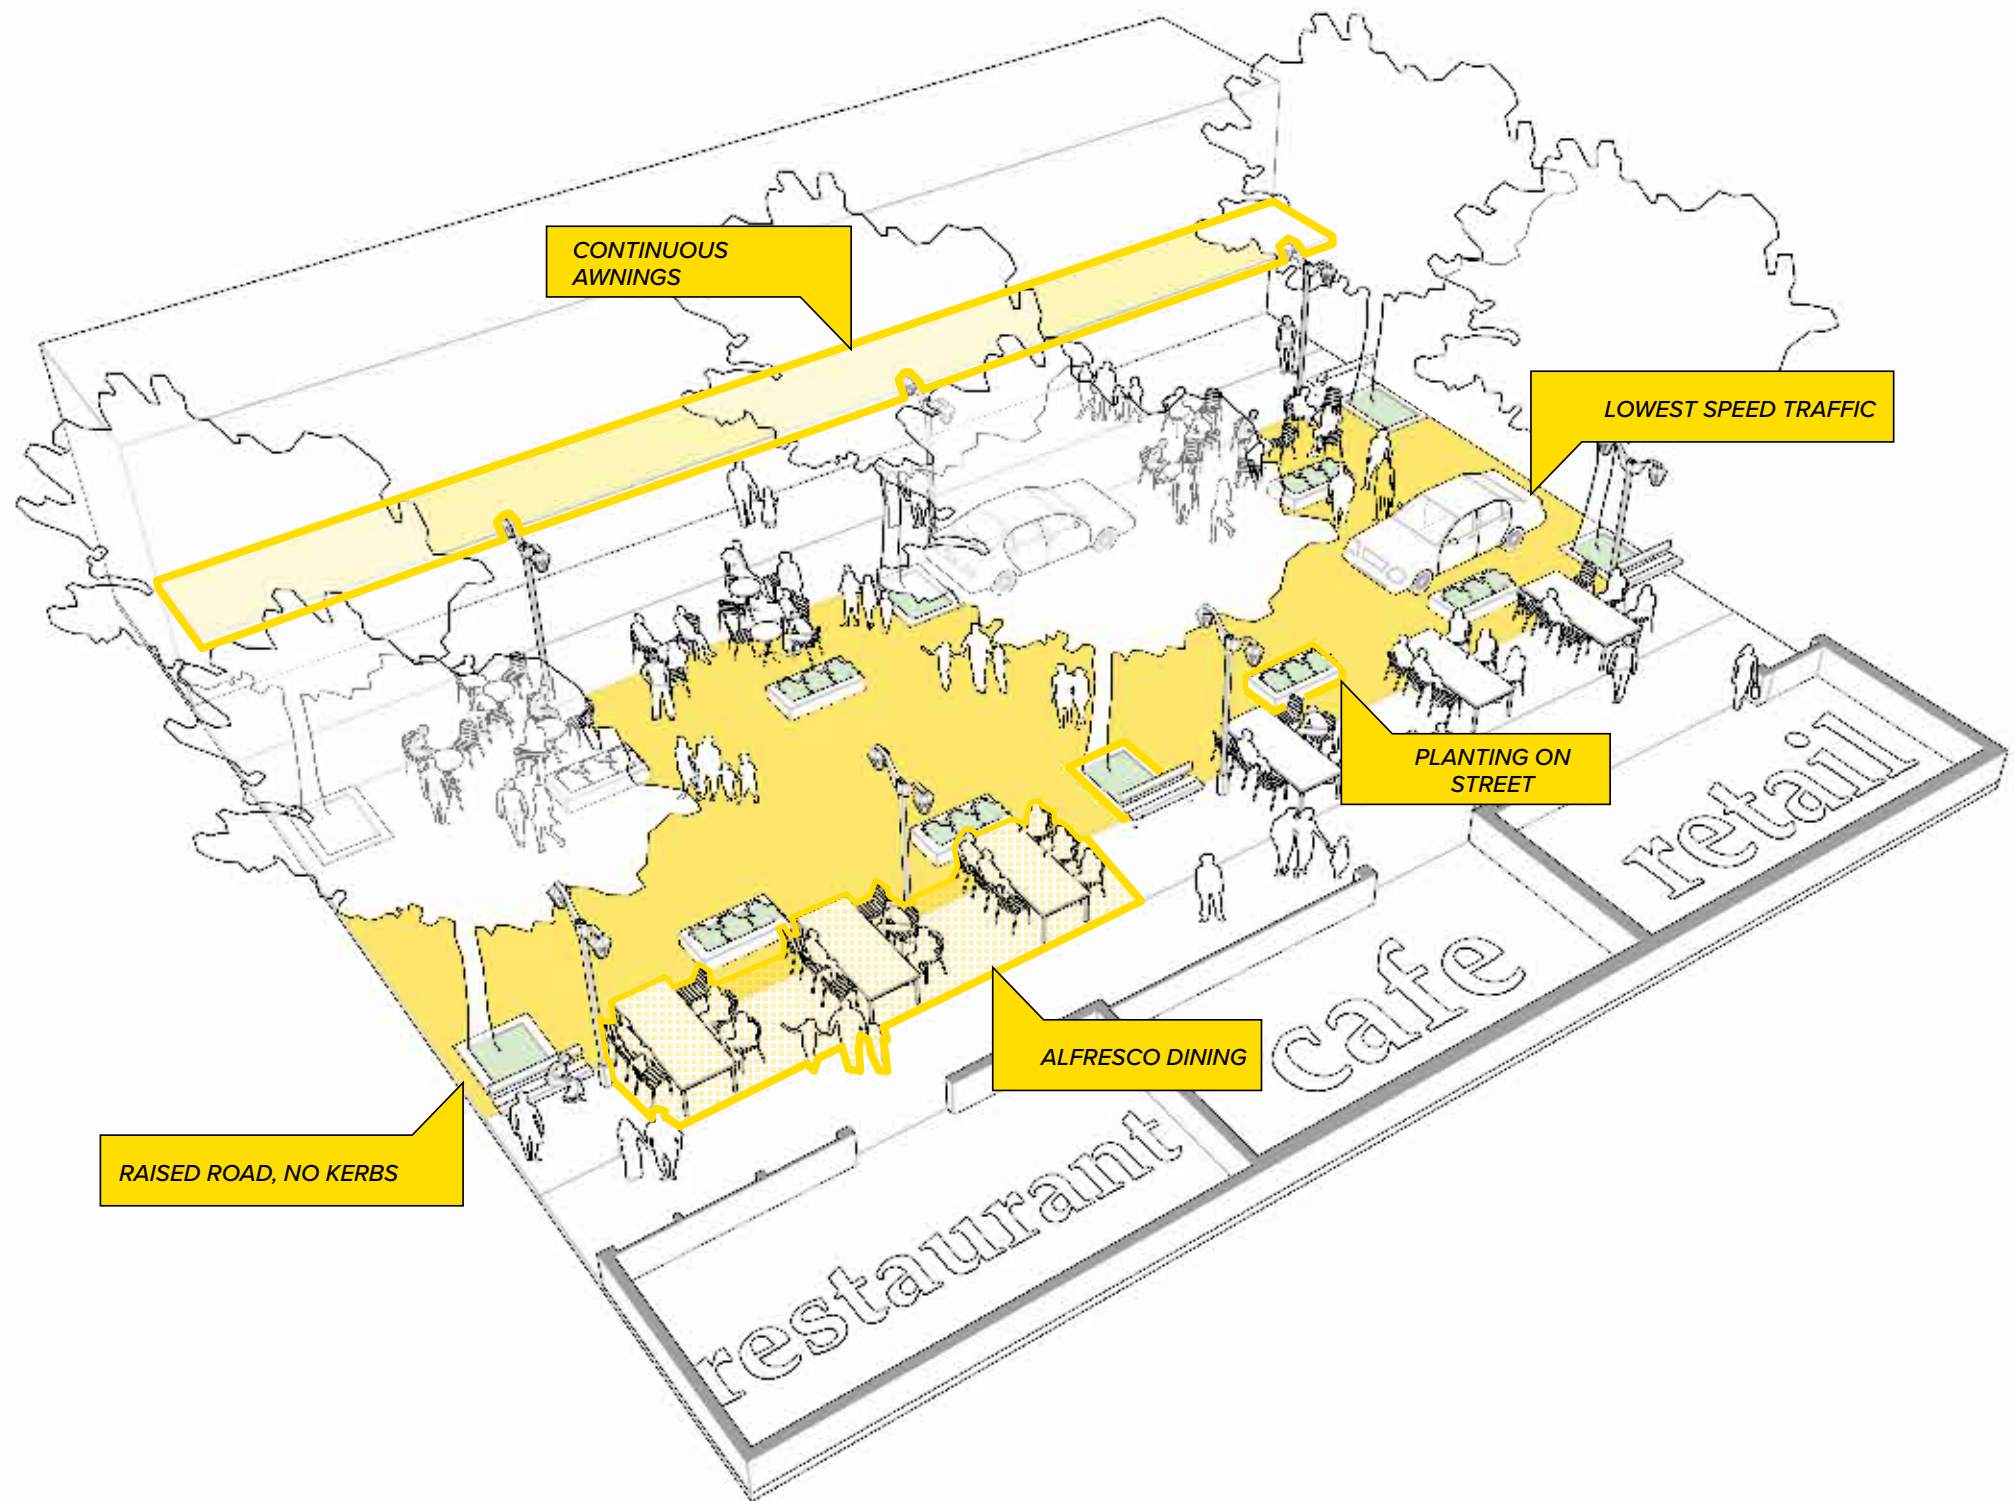 CONTINUOUS
AWNINGS
LOWEST SPEED TRAFFIC
PLANTING ON
STREET
retail
cafe
ALFRESCO DINING
restaurant
RAISED ROAD, NO KERBS